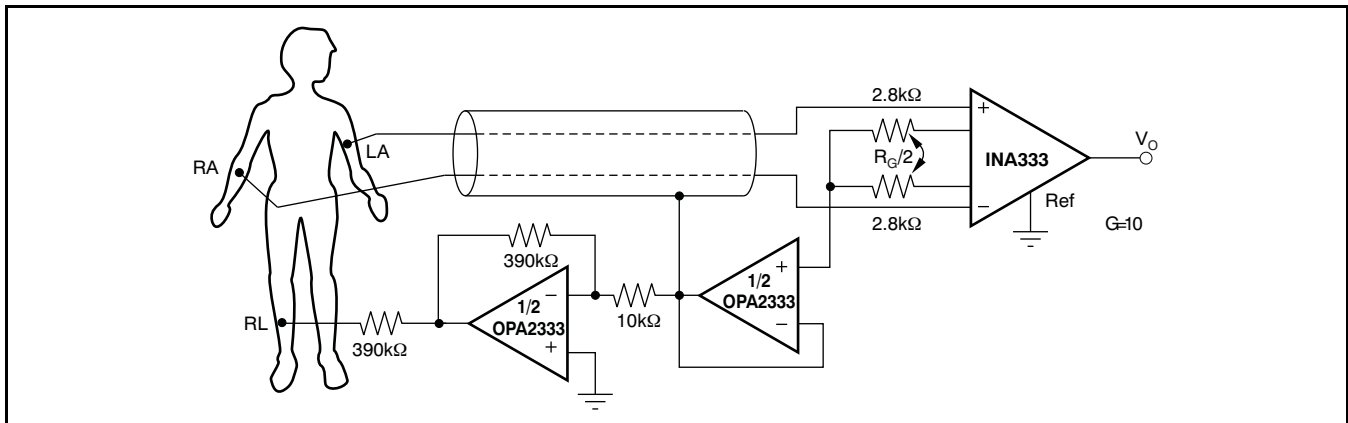 2.8kΩ
+
LA
RA
R_G/2
INA333
V_O
−
Ref
2.8kΩ
G=10
390kΩ
+
1/2
OPA2333
−
−
1/2
OPA2333
+
10kΩ
RL
390kΩ